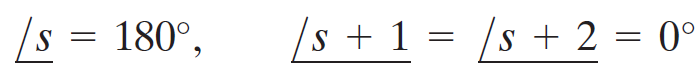 ∠s = 180°, ∠s + 1 = ∠s + 2 = 0°